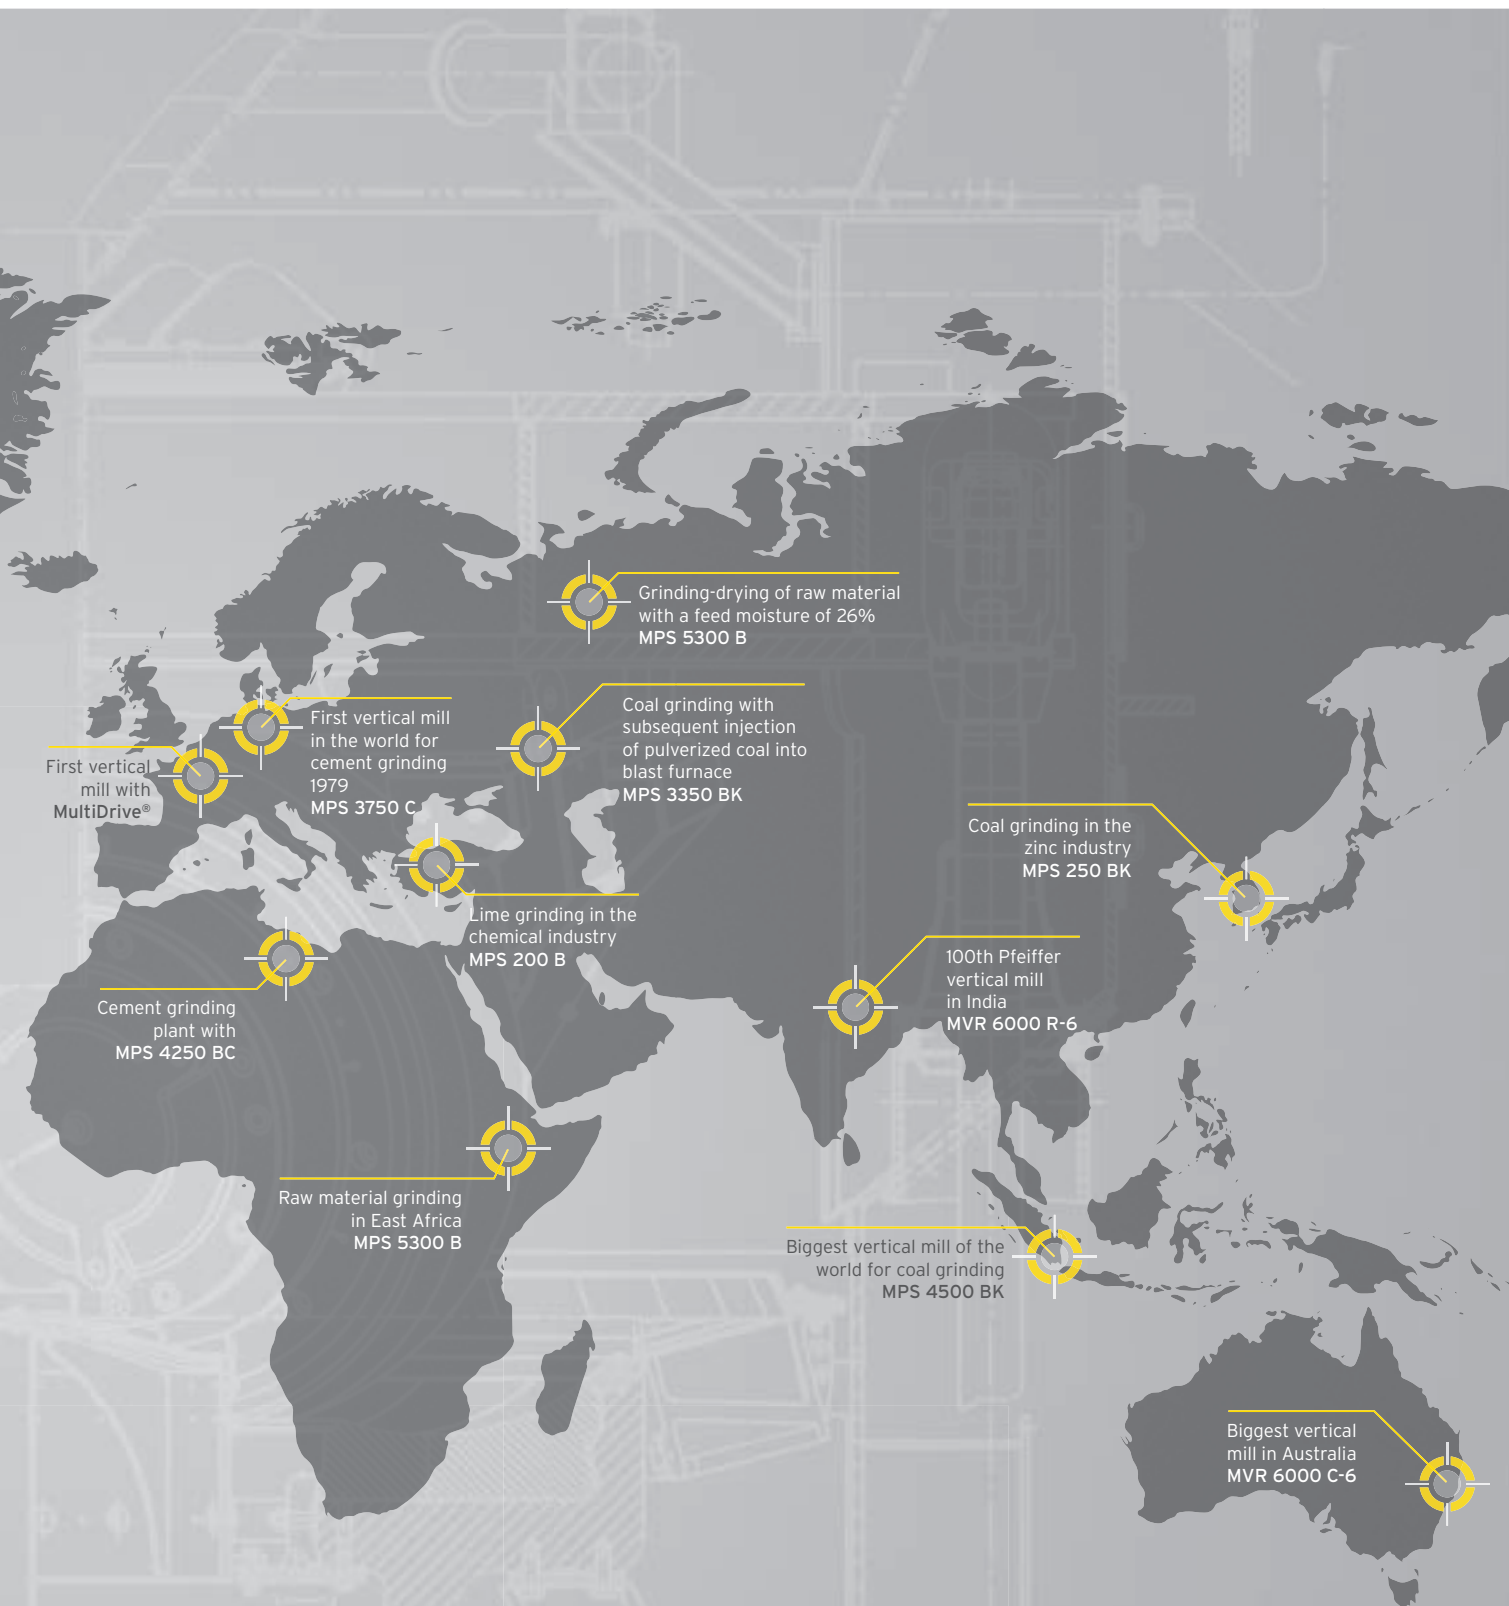 Grinding-drying of raw material
with a feed moisture of 26%
MPS 5300 B
First vertical mill
in the world for
cement grinding
1979
MPS 3750 C
Coal grinding with
subsequent injection
of pulverized coal into
blast furnace
MPS 3350 BK
First vertical
mill with
MultiDrive®
Coal grinding in the
zinc industry
MPS 250 BK
Lime grinding in the
chemical industry
MPS 200 B
100th Pfeiffer
vertical mill
in India
MVR 6000 R-6
Cement grinding
plant with
MPS 4250 BC
Raw material grinding
in East Africa
MPS 5300 B
Biggest vertical mill of the
world for coal grinding
MPS 4500 BK
Biggest vertical
mill in Australia
MVR 6000 C-6